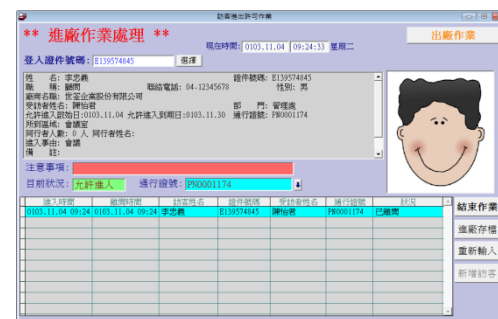 訪客進出許可作業
** 進廠作業處理 **
現在時間: 0103.11.04 09:24:33 星期二
出廠作業
登入證件號碼: E139574845 選擇
姓 名: 李忠義 證件號碼: E139574845
職 稱: 顧問 聯絡電話: 04-12345678 性別: 男
廠商名稱: 世荃企業股份有限公司
受訪者姓名: 陳怡君 部 門: 管理處
允許進入啟始日:0103.11.04 允許進入到期日:0103.11.30 通行證號: PN0001174
所到區域: 會議室
同行者人數: 0 人 同行者姓名:
進入事由: 會議
備 註:
注意事項:
目前狀況: 允許進入 通行證號: PN0001174
進入時間 離開時間 訪客姓名 證件號碼 受訪者姓名 通行證號 狀況
0103.11.04 09:24 0103.11.04 09:24 李忠義 E139574845 陳怡君 PN0001174 已離開
結束作業
進廠存檔
重新輸入
新增訪客